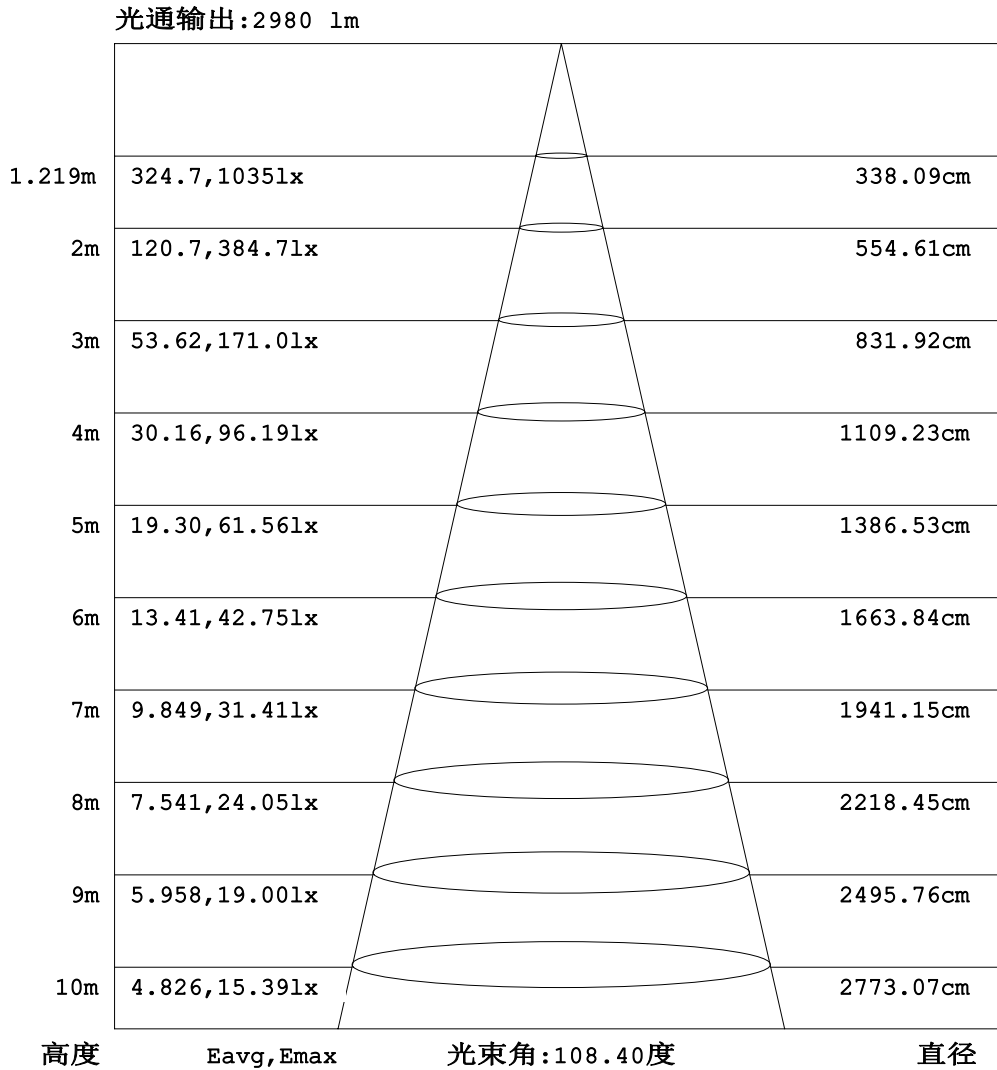 光通输出:2980 lm
1.219m 324.7,1035lx 338.09cm
2m 120.7,384.7lx 554.61cm
3m 53.62,171.0lx 831.92cm
4m 30.16,96.19lx 1109.23cm
5m 19.30,61.56lx 1386.53cm
6m 13.41,42.75lx 1663.84cm
7m 9.849,31.41lx 1941.15cm
8m 7.541,24.05lx 2218.45cm
9m 5.958,19.00lx 2495.76cm
10m 4.826,15.39lx 2773.07cm
高度 Eavg,Emax 光束角:108.40度 直径